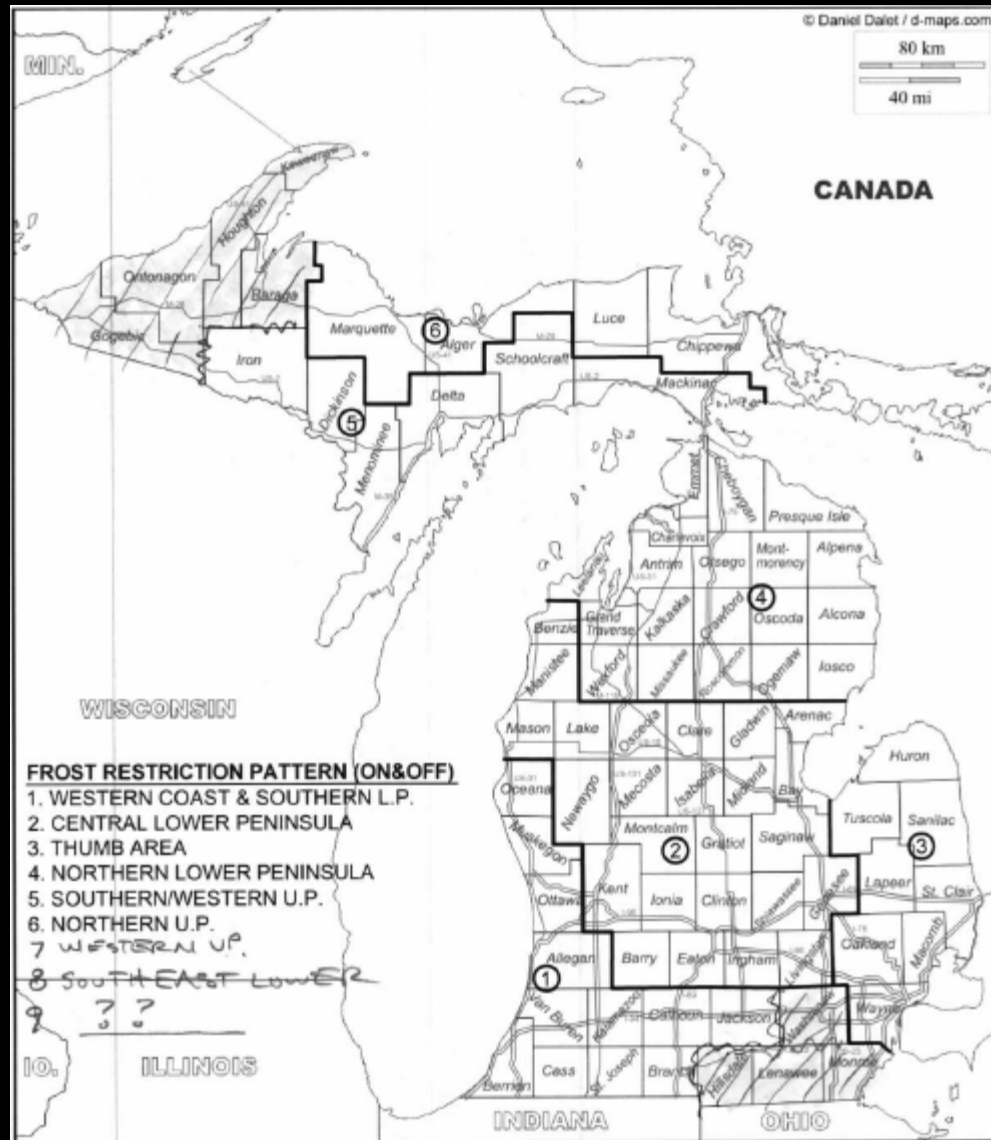 © Daniel Dalet / d-maps.com
80 km
40 mi
MIN.
CANADA
Keweenaw
Houghton
Ontonagon
Baraga
Gogebic
Iron
Marquette
6
Alger
Luce
Schoolcraft
Chippewa
Mackinac
Dickinson
5
Delta
Menominee
Emmet
Cheboygan
Presque Isle
Charlevoix
Antrim
Otsego
Mont-
morency
Alpena
Leelanau
4
Benzie
Grand
Traverse
Kalkaska
Crawford
Oscoda
Alcona
Manistee
Wexford
Missaukee
Roscommon
Ogemaw
Iosco
WISCONSIN
Mason
Lake
Osceola
Clare
Gladwin
Arenac
Huron
Oceana
Newaygo
Mecosta
Isabella
Midland
Bay
Tuscola
Sanilac
Muskegon
Montcalm
2
Gratiot
Saginaw
3
Lapeer
St. Clair
Ottawa
Kent
Ionia
Clinton
Shiawassee
Genesee
Oakland
Macomb
Allegan
Barry
Eaton
Ingham
Livingston
1
Van Buren
Kalamazoo
Calhoun
Jackson
Washtenaw
Wayne
Berrien
Cass
St. Joseph
Branch
Hillsdale
Lenawee
Monroe
FROST RESTRICTION PATTERN (ON&OFF)
1. WESTERN COAST & SOUTHERN L.P.
2. CENTRAL LOWER PENINSULA
3. THUMB AREA
4. NORTHERN LOWER PENINSULA
5. SOUTHERN/WESTERN U.P.
6. NORTHERN U.P.
7 WESTERN U.P.
8 SOUTHEAST LOWER
9 ? ?
IO.
ILLINOIS
INDIANA
OHIO